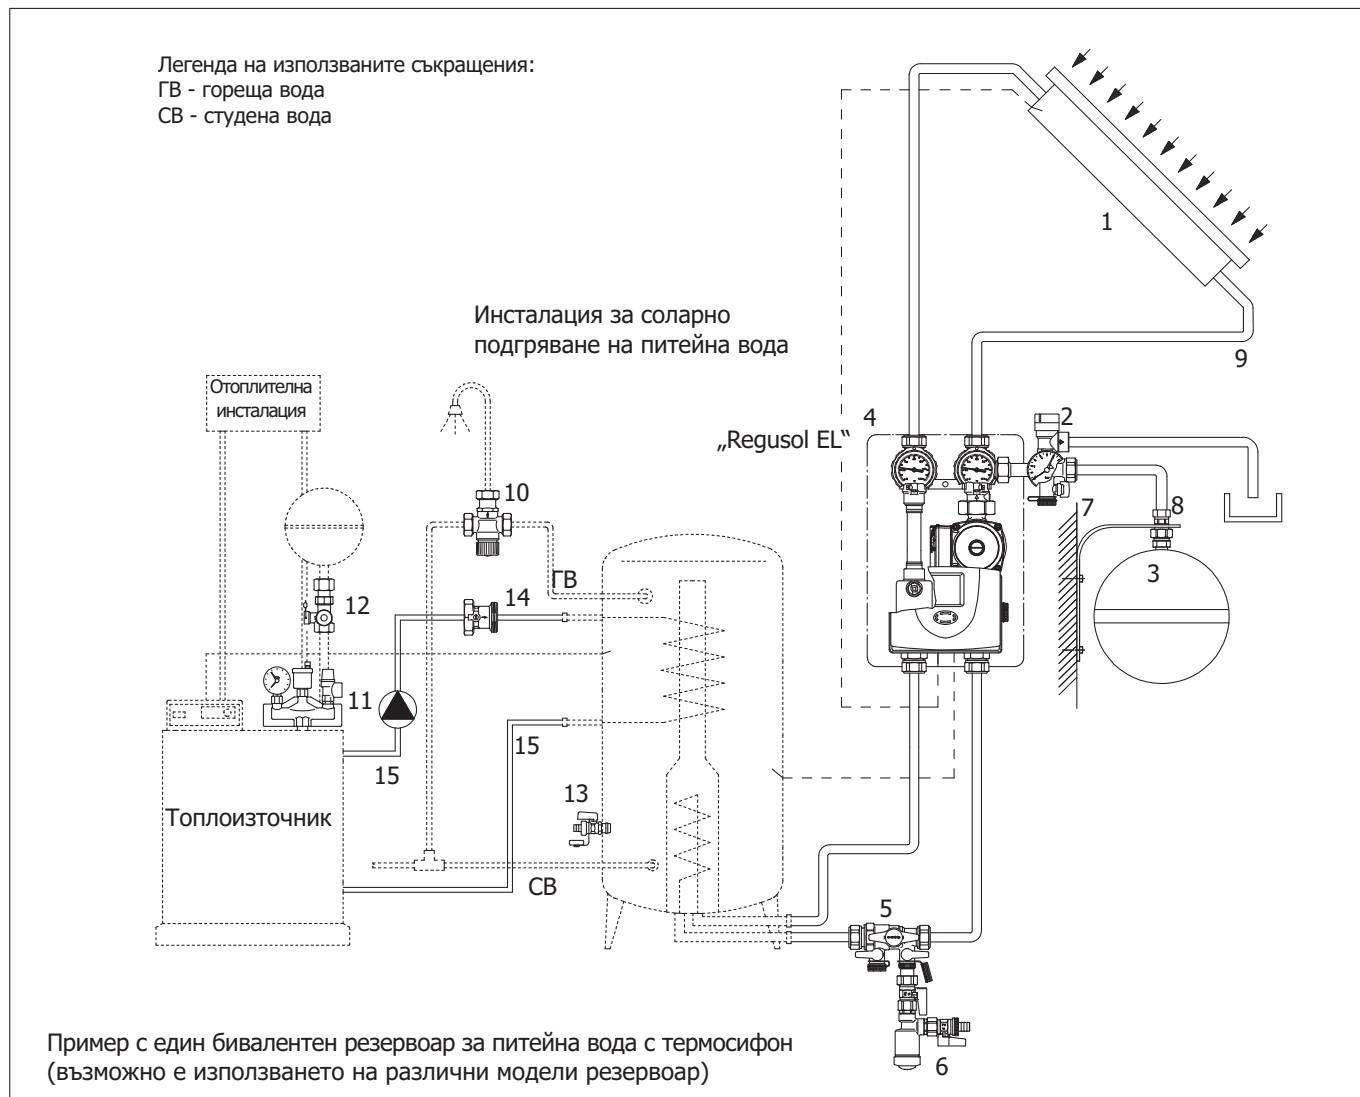 Легенда на използваните съкращения:
ГВ - гореща вода
СВ - студена вода
1
Инсталация за соларно
подгряване на питейна вода
9
Отоплителна
инсталация
4
2
„Regusol EL“
10
7
8
3
ГВ
12
14
11
15
15
13
Топлоизточник
СВ
5
6
Пример с един бивалентен резервоар за питейна вода с термосифон
(възможно е използването на различни модели резервоар)